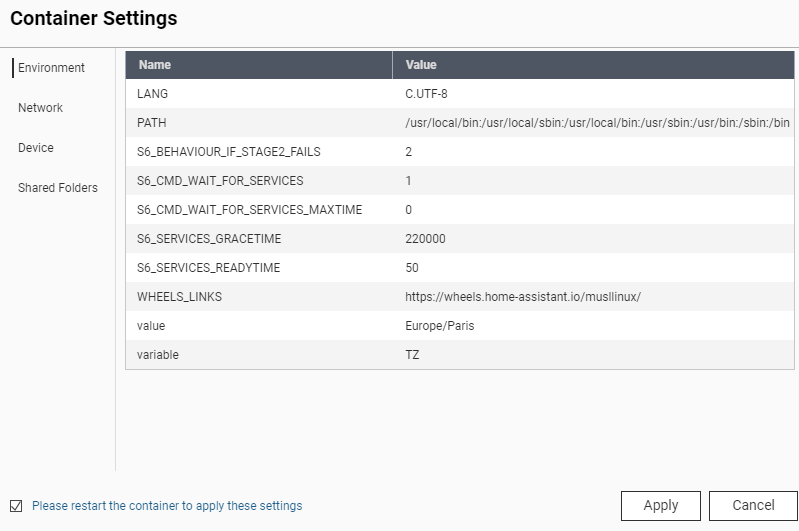 Container Settings
Environment
Network
Device
Shared Folders
Name Value
LANG C.UTF-8
PATH /usr/local/bin:/usr/local/sbin:/usr/local/bin:/usr/sbin:/usr/bin:/sbin:/bin
S6_BEHAVIOUR_IF_STAGE2_FAILS 2
S6_CMD_WAIT_FOR_SERVICES 1
S6_CMD_WAIT_FOR_SERVICES_MAXTIME 0
S6_SERVICES_GRACETIME 220000
S6_SERVICES_READYTIME 50
WHEELS_LINKS https://wheels.home-assistant.io/musllinux/
value Europe/Paris
variable TZ
Please restart the container to apply these settings
Apply Cancel